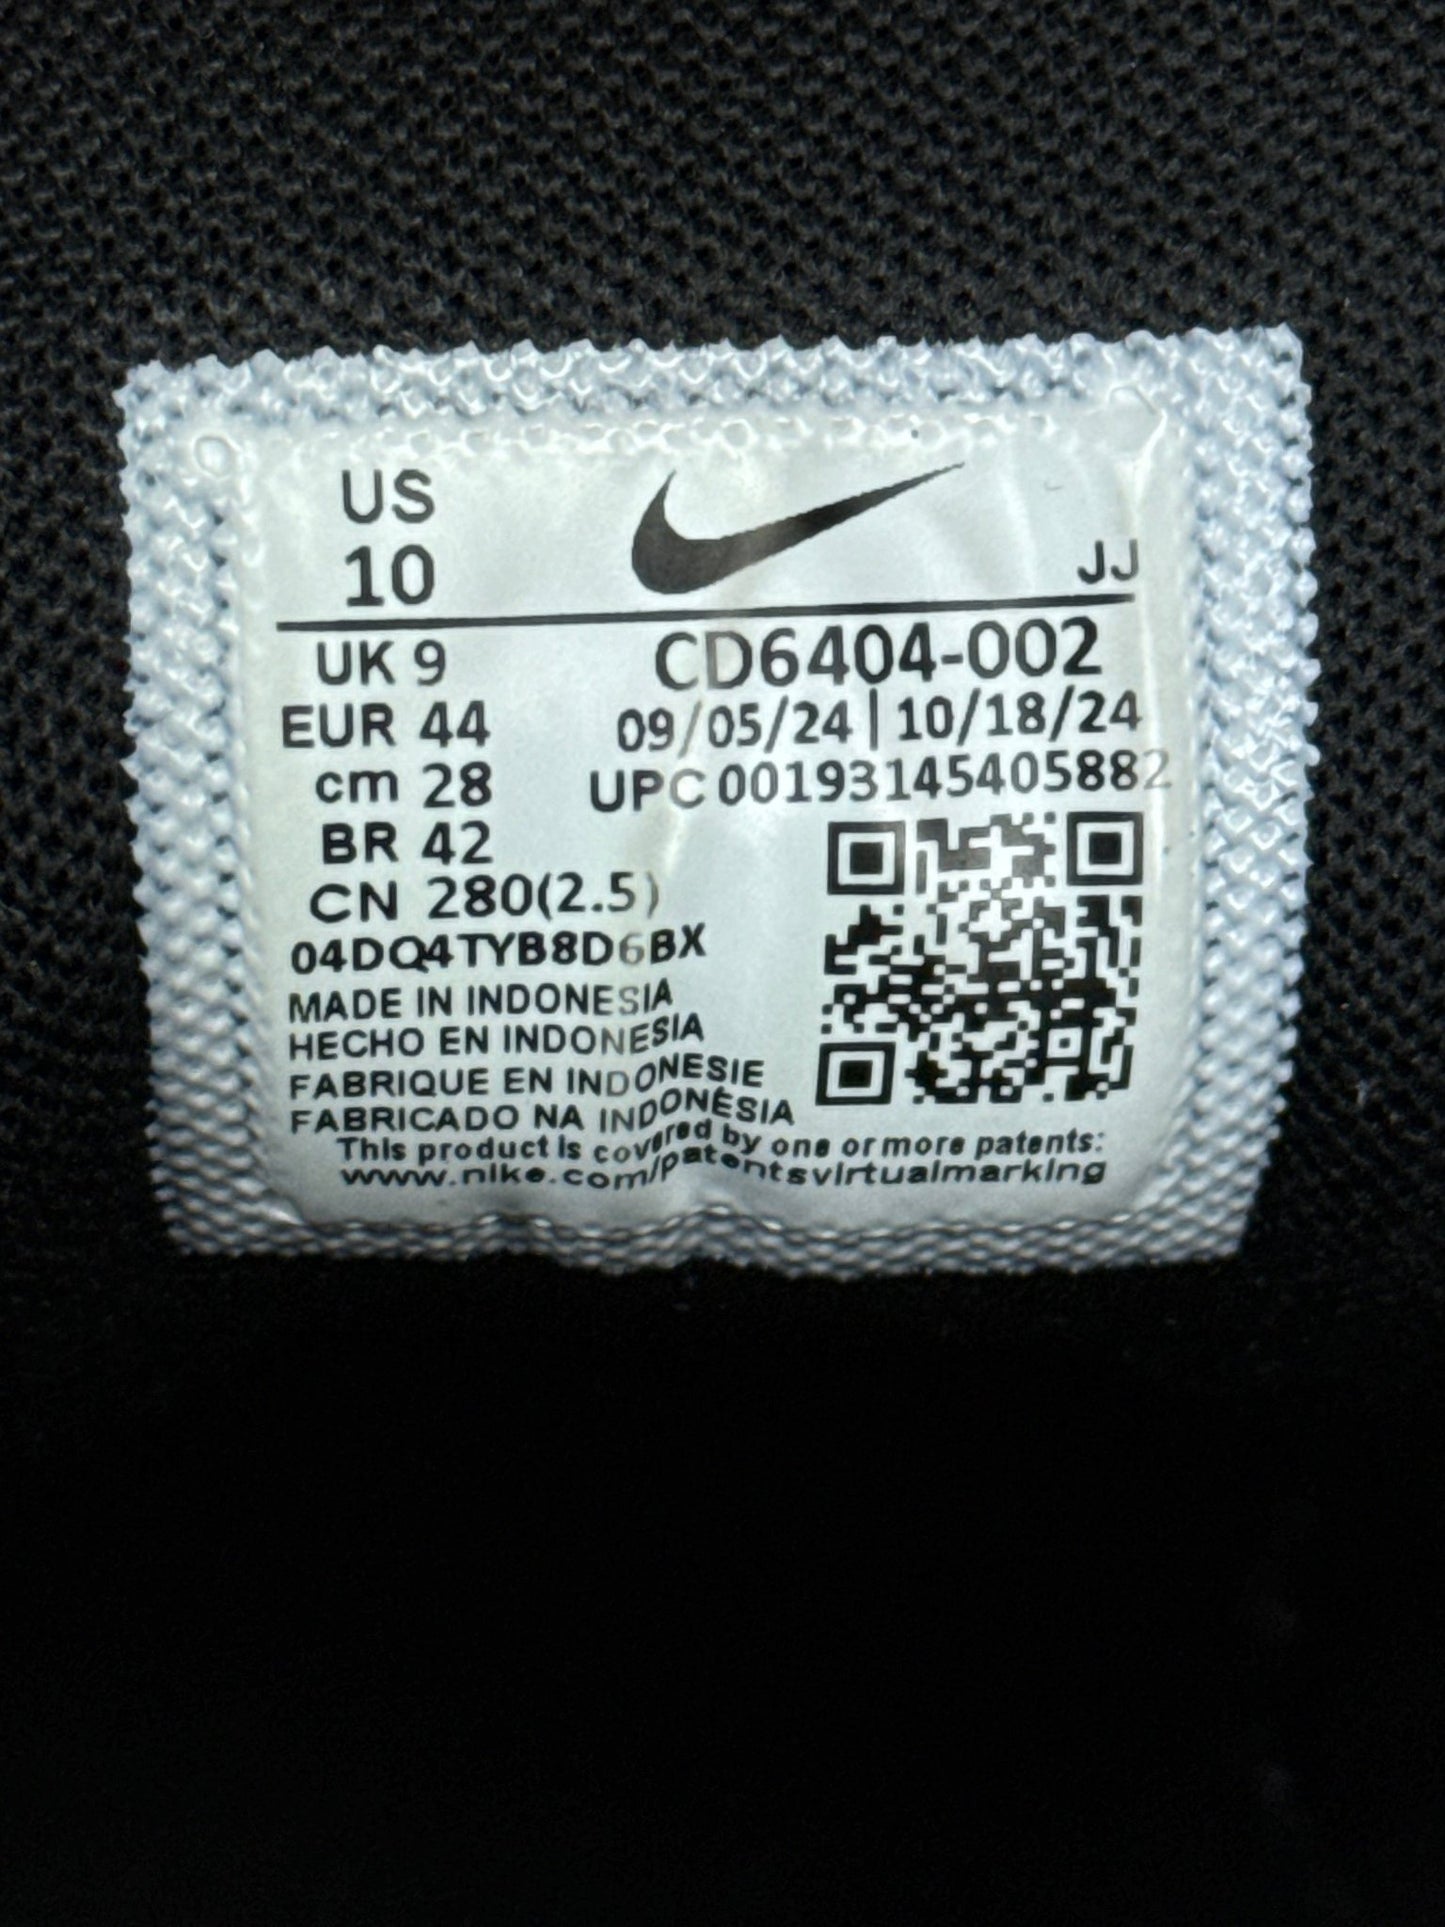 US
10
JJ
UK 9
EUR 44
cm 28
BR 42
CN 280(2.5)
CD6404-002
09/05/24 | 10/18/24
UPC 00193145405882
04DQ4TYB8D6BX
MADE IN INDONESIA
HECHO EN INDONESIA
FABRIQUE EN INDONESIE
FABRICADO NA INDONÉSIA
This product is covered by one or more patents:
www.nike.com/patentsvirtualmarking